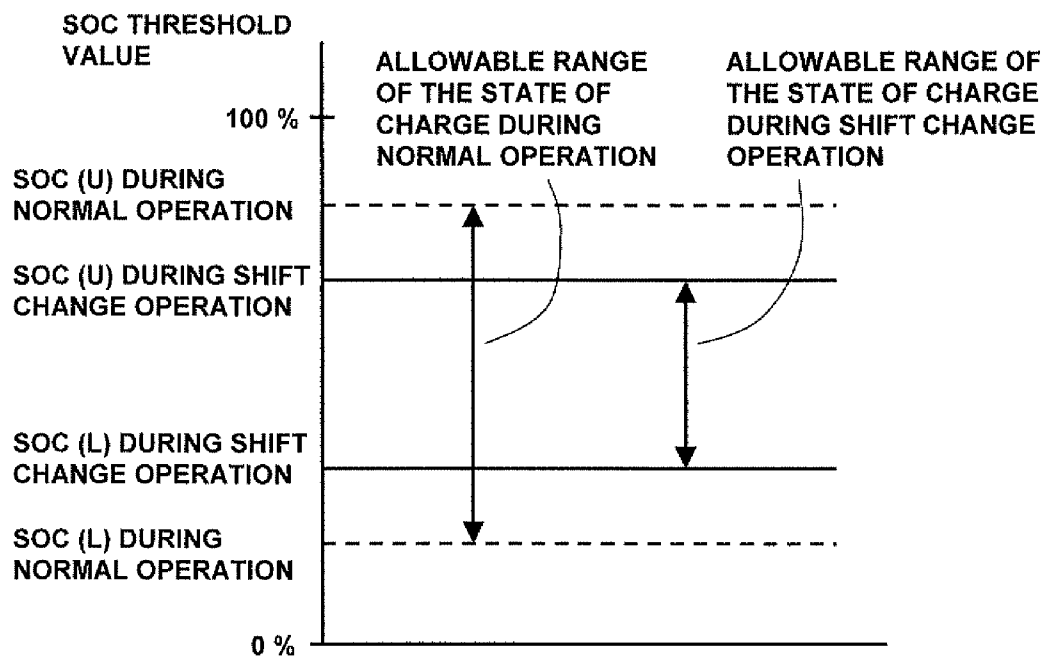 SOC THRESHOLD
VALUE
ALLOWABLE RANGE
OF THE STATE OF
CHARGE DURING
NORMAL OPERATION
ALLOWABLE RANGE OF
THE STATE OF CHARGE
DURING SHIFT CHANGE
OPERATION
100 %
SOC (U) DURING
NORMAL OPERATION
SOC (U) DURING SHIFT
CHANGE OPERATION
SOC (L) DURING SHIFT
CHANGE OPERATION
SOC (L) DURING
NORMAL OPERATION
0 %